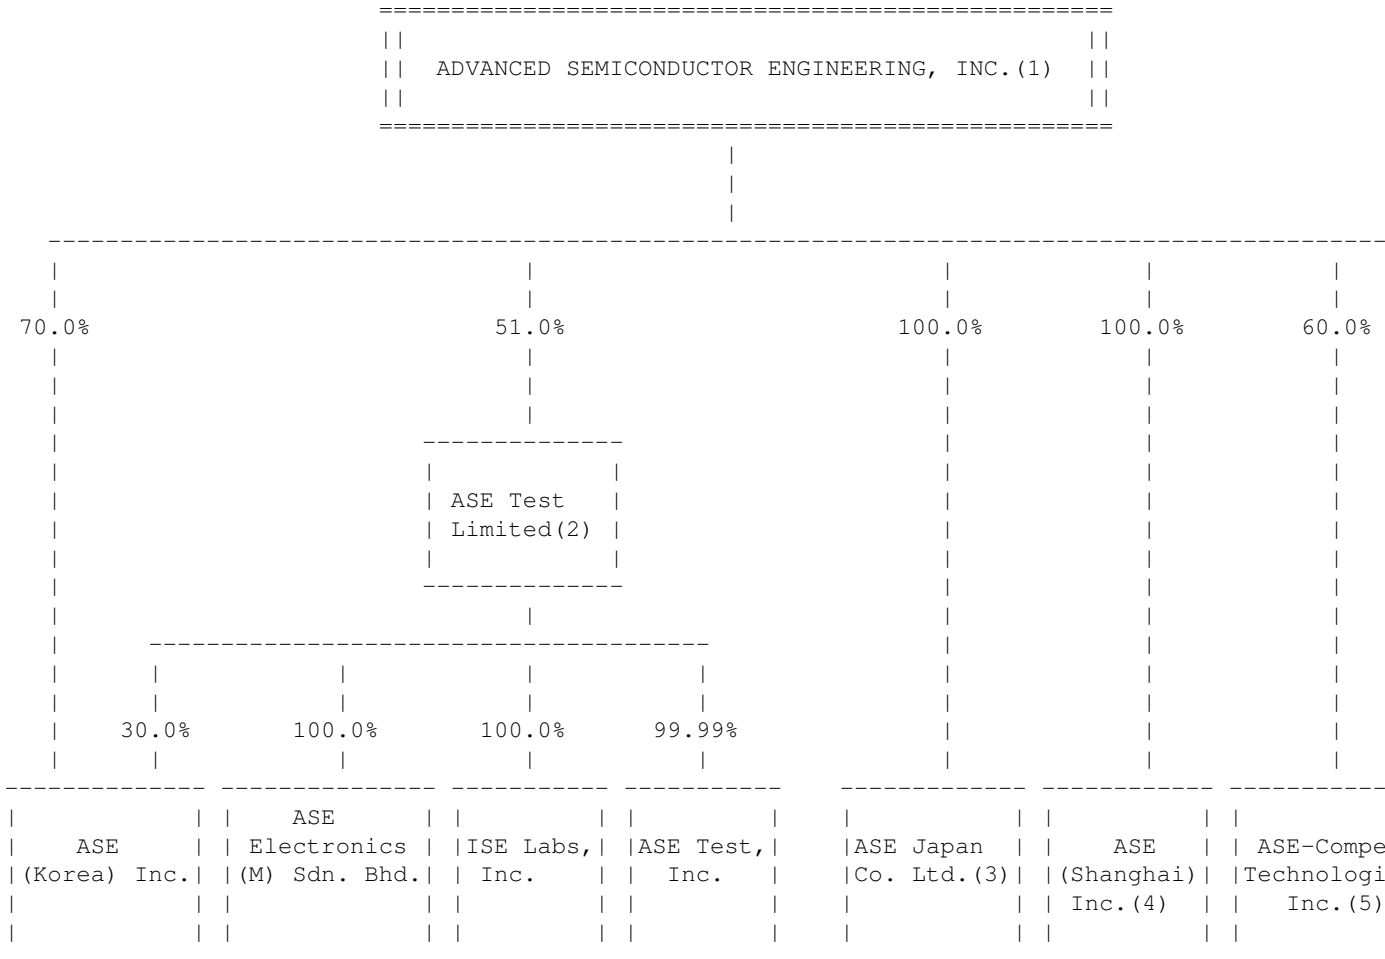 ADVANCED SEMICONDUCTOR ENGINEERING, INC.(1)
70.0% 51.0% 100.0% 100.0% 60.0%
ASE Test
Limited(2)
30.0% 100.0% 100.0% 99.99%
ASE
ASE Electronics ISE Labs, ASE Test, ASE Japan ASE ASE-Compe
(Korea) Inc. (M) Sdn. Bhd. Inc. Inc. Co. Ltd.(3) (Shanghai) Technologi
Inc.(4) Inc.(5)